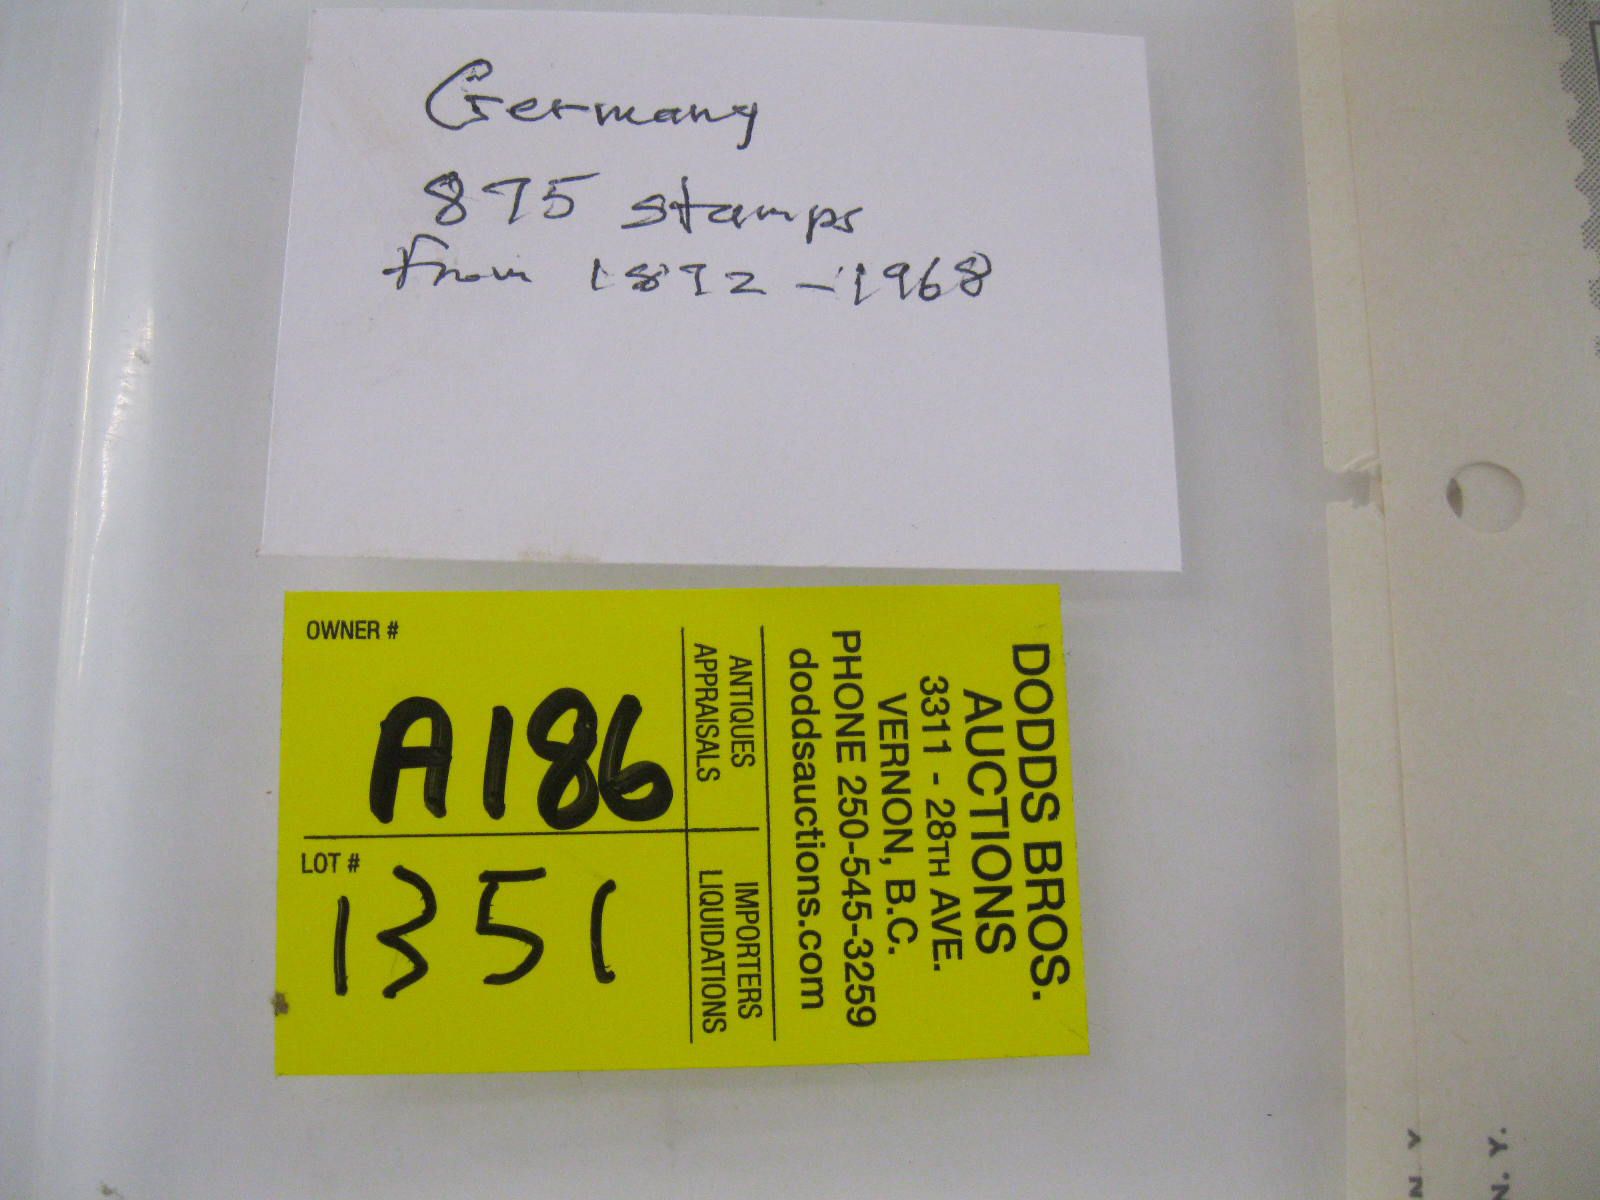 Germany
875 stamps
From 1872 - 1968
OWNER #
A186
LOT #
1351
ANTIQUES
APPRAISALS
IMPORTERS
LIQUIDATIONS
DODDS BROS.
AUCTIONS
3311 - 28TH AVE.
VERNON, B.C.
PHONE 250-545-3259
doddsauctions.com
N. Y.
N Y